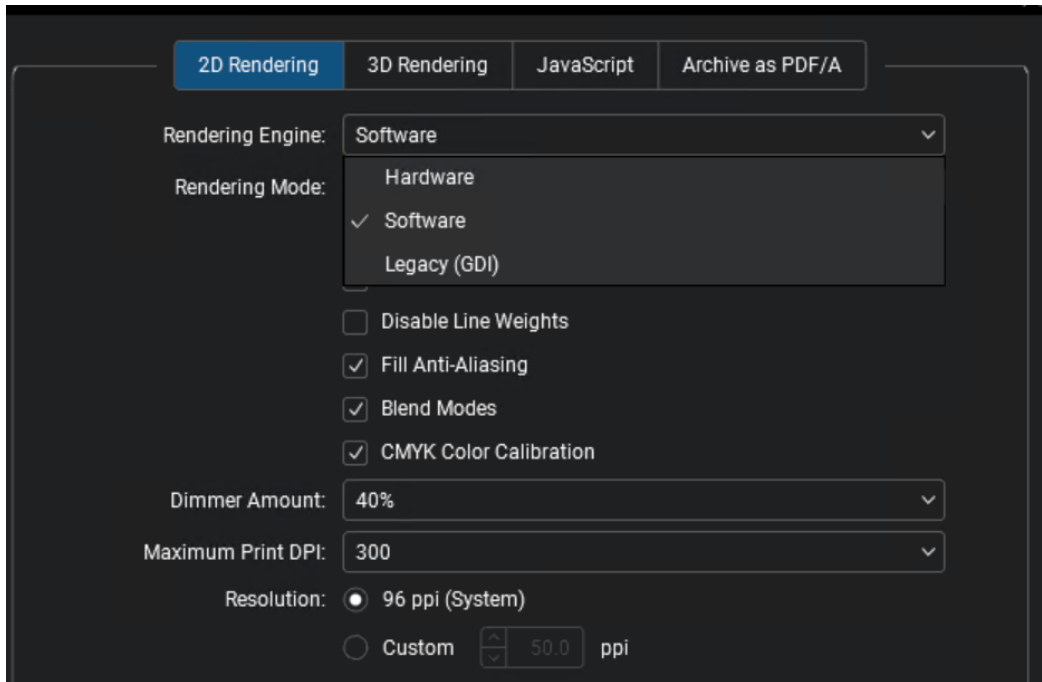 2D Rendering 3D Rendering JavaScript Archive as PDF/A
Rendering Engine: Software
Hardware
Rendering Mode:
Software
Legacy (GDI)
Disable Line Weights
Fill Anti-Aliasing
Blend Modes
CMYK Color Calibration
Dimmer Amount: 40%
Maximum Print DPI: 300
Resolution: 96 ppi (System)
Custom 50.0 ppi